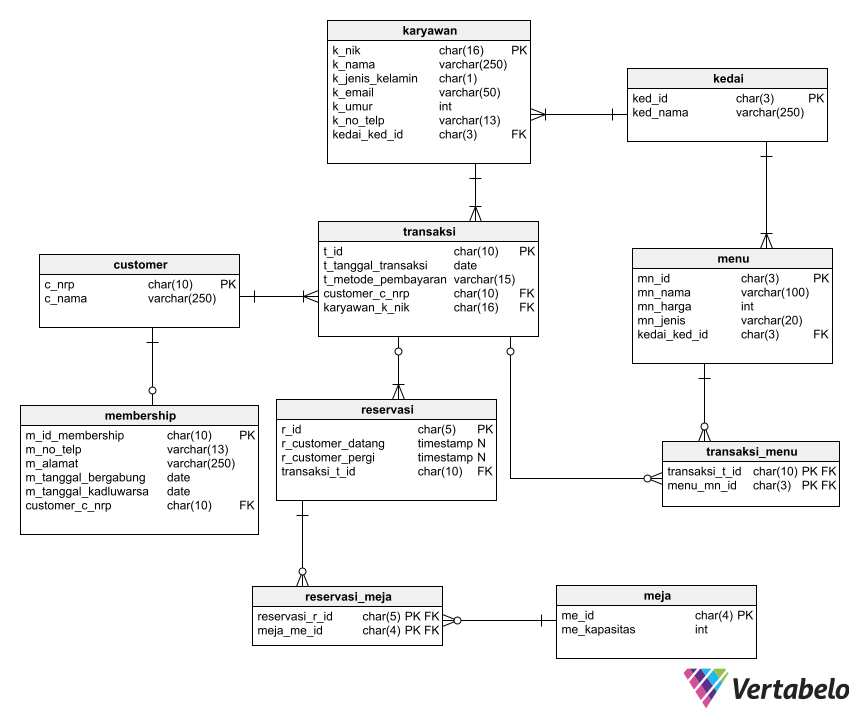 karyawan
k_nik char(16) PK
k_nama varchar(250)
k_jenis_kelamin char(1)
k_email varchar(50)
k_umur int
k_no_telp varchar(13)
kedai_ked_id char(3) FK
kedai
ked_id char(3) PK
ked_nama varchar(250)
transaksi
t_id char(10) PK
t_tanggal_transaksi date
t_metode_pembayaran varchar(15)
customer_c_nrp char(10) FK
karyawan_k_nik char(16) FK
customer
c_nrp char(10) PK
c_nama varchar(250)
menu
mn_id char(3) PK
mn_nama varchar(100)
mn_harga int
mn_jenis varchar(20)
kedai_ked_id char(3) FK
membership
m_id_membership char(10) PK
m_no_telp varchar(13)
m_alamat varchar(250)
m_tanggal_bergabung date
m_tanggal_kadluwarsa date
customer_c_nrp char(10) FK
reservasi
r_id char(5) PK
r_customer_datang timestamp N
r_customer_pergi timestamp N
transaksi_t_id char(10) FK
transaksi_menu
transaksi_t_id char(10) PK FK
menu_mn_id char(3) PK FK
reservasi_meja
reservasi_r_id char(5) PK FK
meja_me_id char(4) PK FK
meja
me_id char(4) PK
me_kapasitas int
Vertabelo